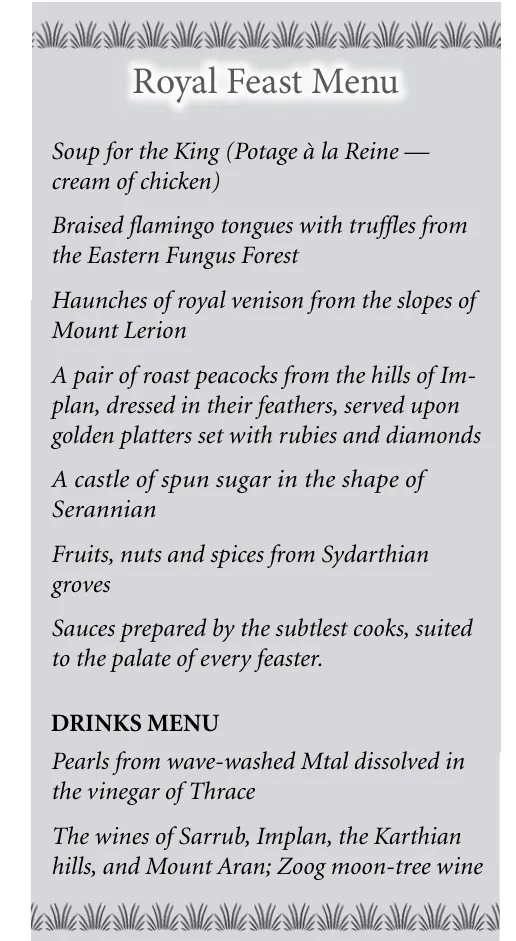 Royal Feast Menu
Soup for the King (Potage à la Reine —
cream of chicken)
Braised flamingo tongues with truffles from
the Eastern Fungus Forest
Haunches of royal venison from the slopes of
Mount Lerion
A pair of roast peacocks from the hills of Im-
plan, dressed in their feathers, served upon
golden platters set with rubies and diamonds
A castle of spun sugar in the shape of
Serannian
Fruits, nuts and spices from Sydarthian
groves
Sauces prepared by the subtlest cooks, suited
to the palate of every feaster.
DRINKS MENU
Pearls from wave-washed Mtal dissolved in
the vinegar of Thrace
The wines of Sarrub, Implan, the Karthian
hills, and Mount Aran; Zoog moon-tree wine